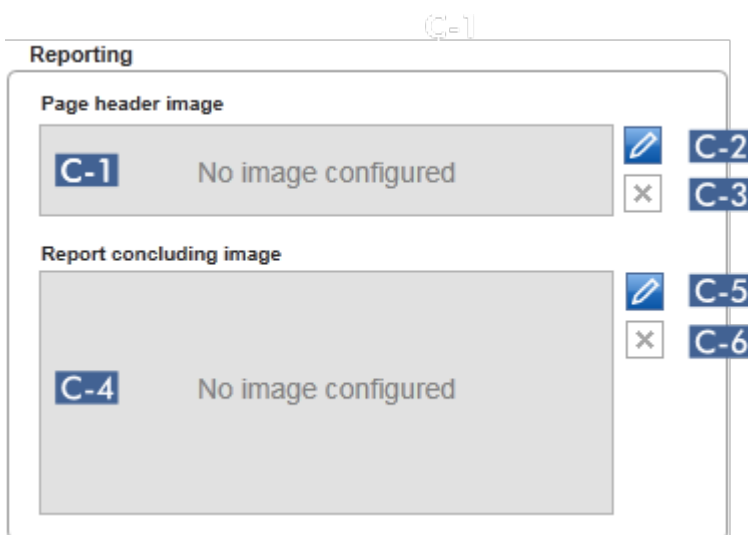 C-1
Reporting
Page header image
C-1 No image configured
C-2
C-3
Report concluding image
C-5
C-6
C-4 No image configured